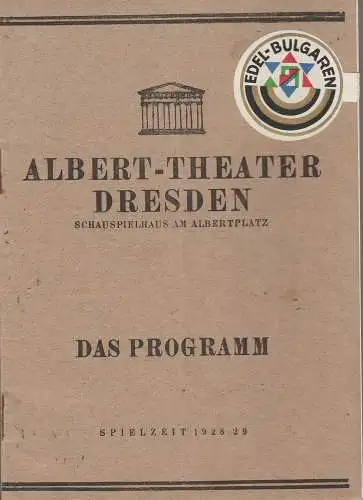 EDEL-BULGAREN
ALBERT-THEATER
DRESDEN
SCHAUSPIELHAUS AM ALBERTPLATZ
DAS PROGRAMM
SPIELZEIT 1928-29